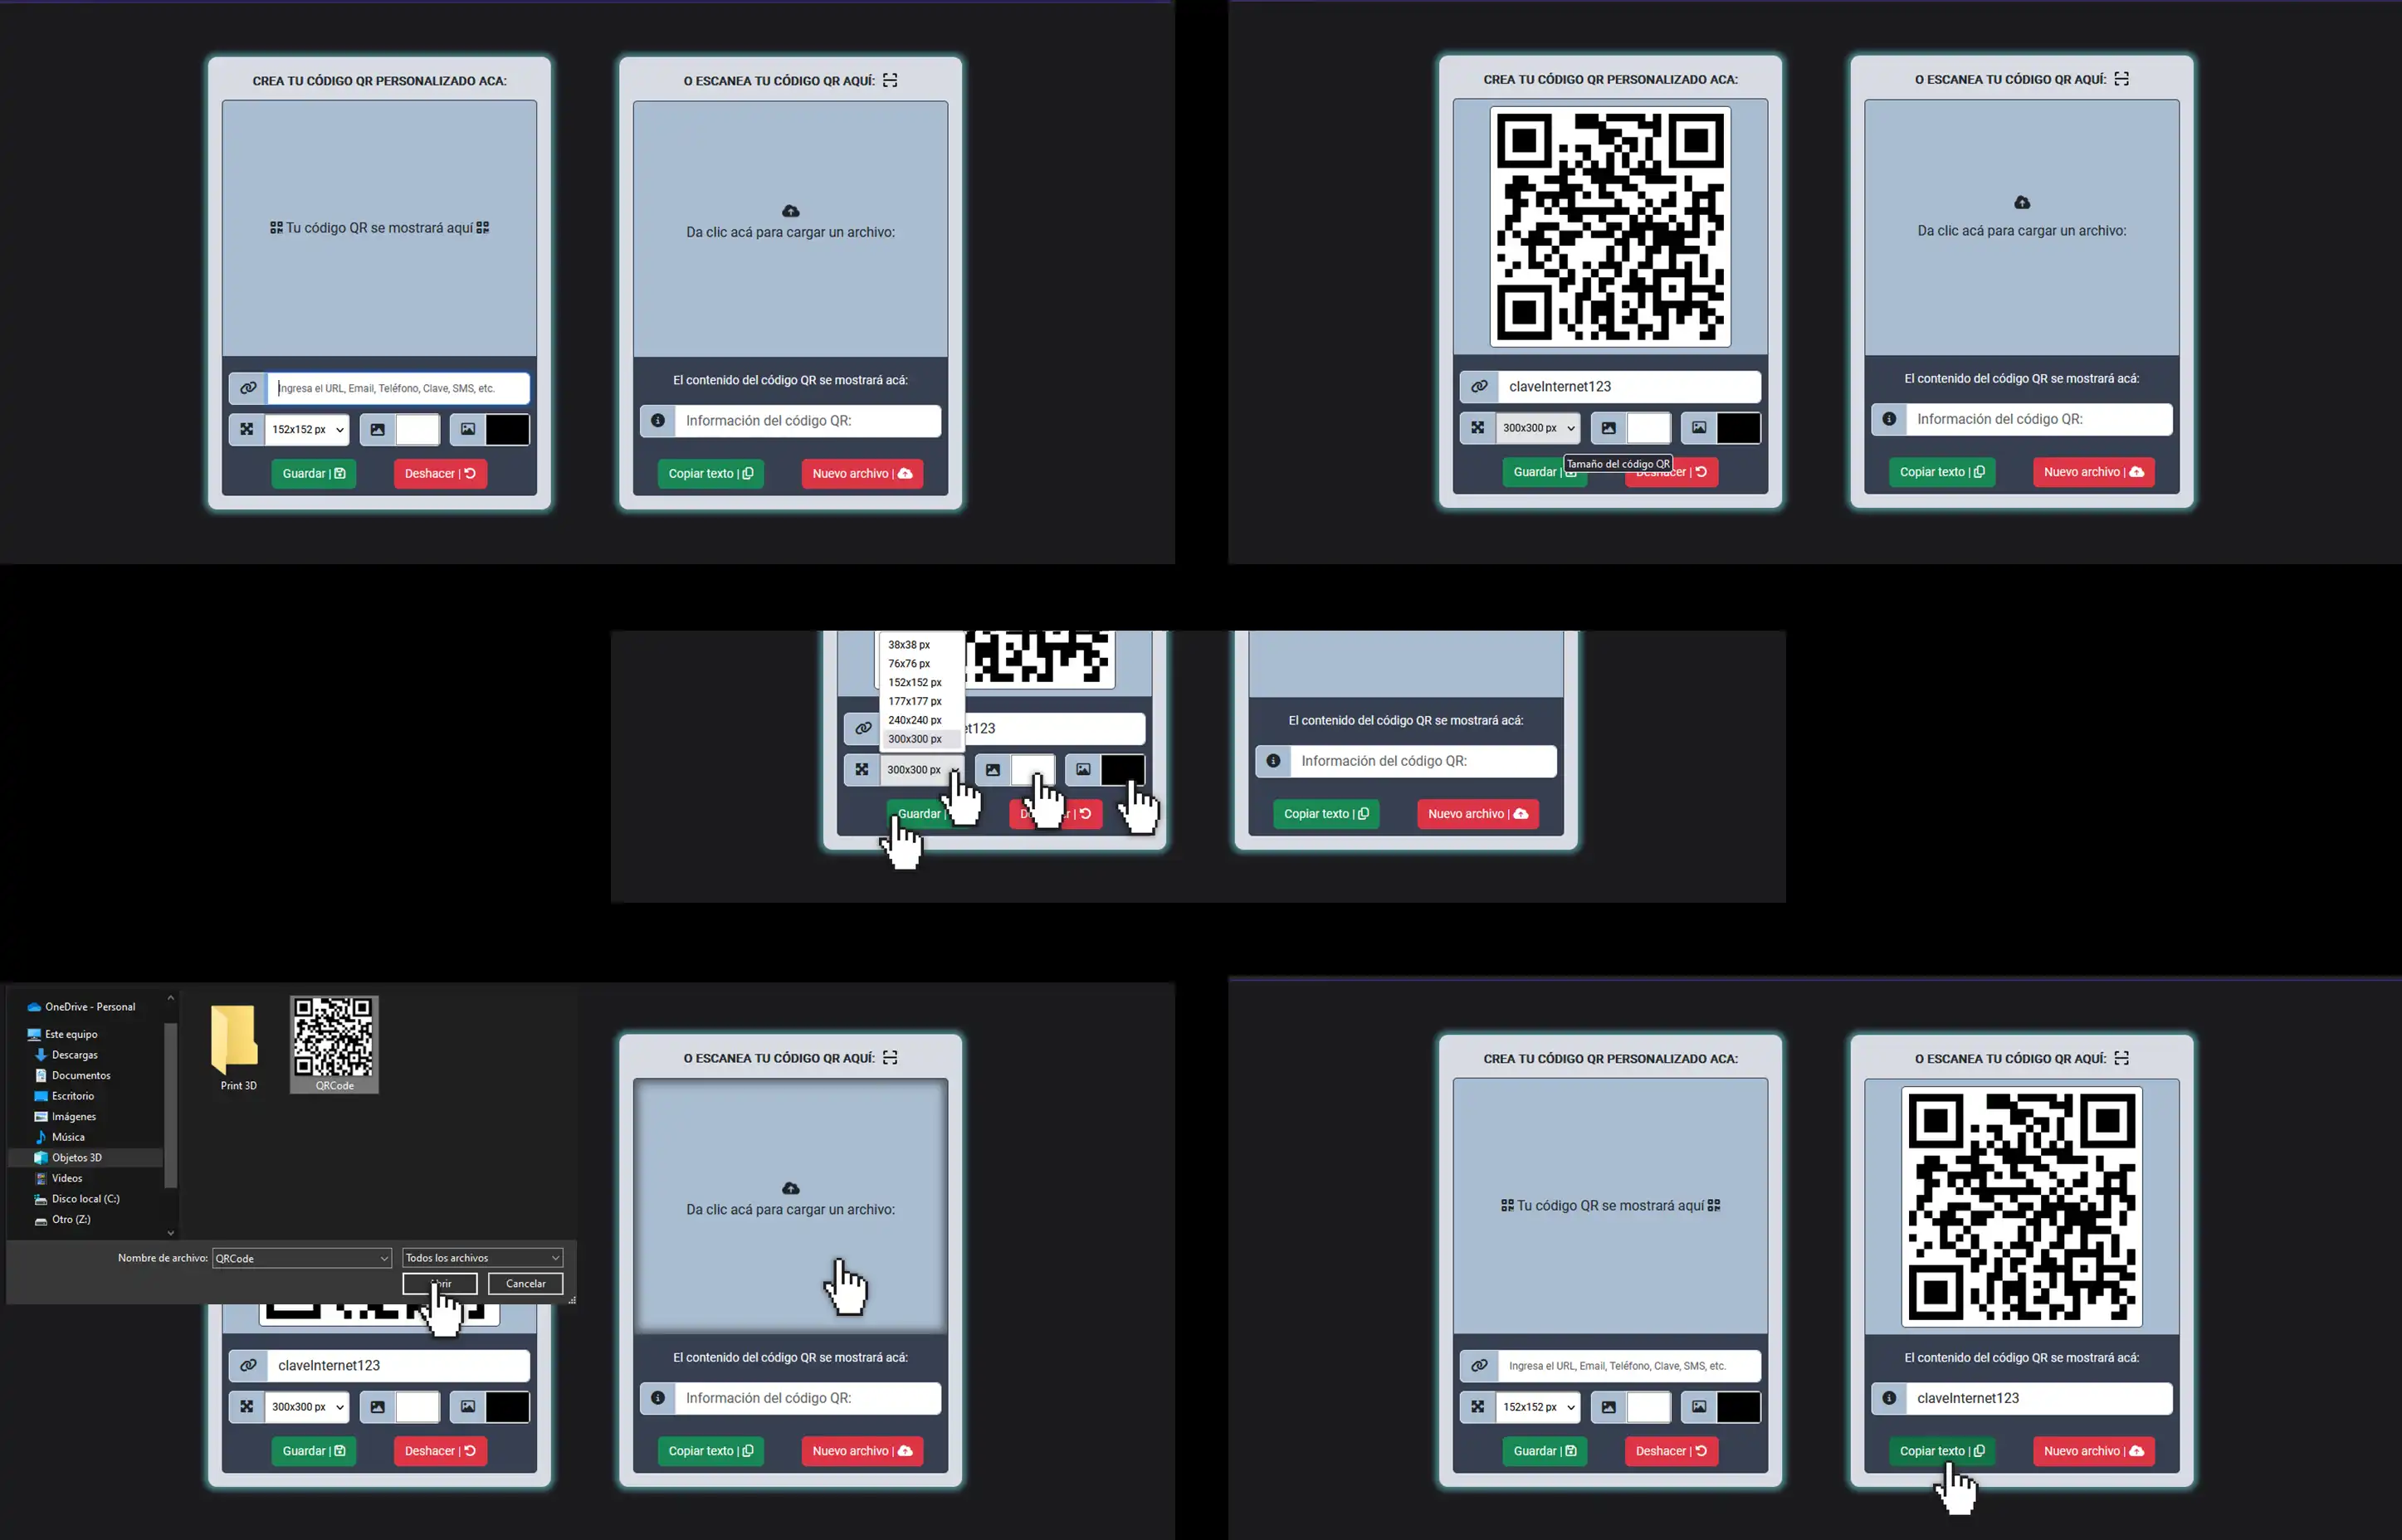 CREA TU CÓDIGO QR PERSONALIZADO ACA:
Tu código QR se mostrará aquí
Ingresa el URL, Email, Teléfono, Clave, SMS, etc.
152x152 px
Guardar |
Deshacer |
O ESCANEA TU CÓDIGO QR AQUÍ:
Da clic acá para cargar un archivo:
El contenido del código QR se mostrará acá:
Información del código QR:
Copiar texto |
Nuevo archivo |
CREA TU CÓDIGO QR PERSONALIZADO ACA:
claveInternet123
300x300 px
Tamaño del código QR
Guardar |
Deshacer |
O ESCANEA TU CÓDIGO QR AQUÍ:
Da clic acá para cargar un archivo:
El contenido del código QR se mostrará acá:
Información del código QR:
Copiar texto |
Nuevo archivo |
38x38 px
76x76 px
152x152 px
177x177 px
240x240 px
300x300 px
et123
300x300 px
Guardar |
El contenido del código QR se mostrará acá:
Información del código QR:
Copiar texto |
Nuevo archivo |
OneDrive - Personal
Este equipo
Descargas
Documentos
Escritorio
Imágenes
Música
Objetos 3D
Videos
Disco local (C:)
Otro (Z:)
Print 3D
QRCode
Nombre de archivo:
QRCode
Todos los archivos
Cancelar
claveInternet123
300x300 px
Guardar |
Deshacer |
O ESCANEA TU CÓDIGO QR AQUÍ:
Da clic acá para cargar un archivo:
El contenido del código QR se mostrará acá:
Información del código QR:
Copiar texto |
Nuevo archivo |
CREA TU CÓDIGO QR PERSONALIZADO ACA:
Tu código QR se mostrará aquí
Ingresa el URL, Email, Teléfono, Clave, SMS, etc.
152x152 px
Guardar |
Deshacer |
O ESCANEA TU CÓDIGO QR AQUÍ:
El contenido del código QR se mostrará acá:
claveInternet123
Copiar texto |
Nuevo archivo |